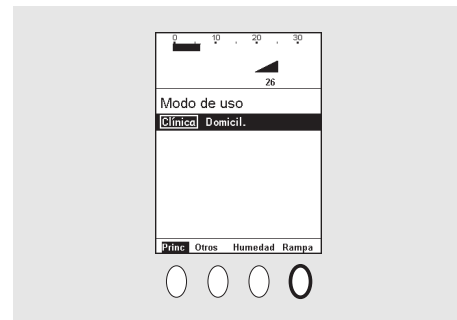 0 10 20 30
26
Modo de uso
Clínica Domicil.
Princ Otros Humedad Rampa